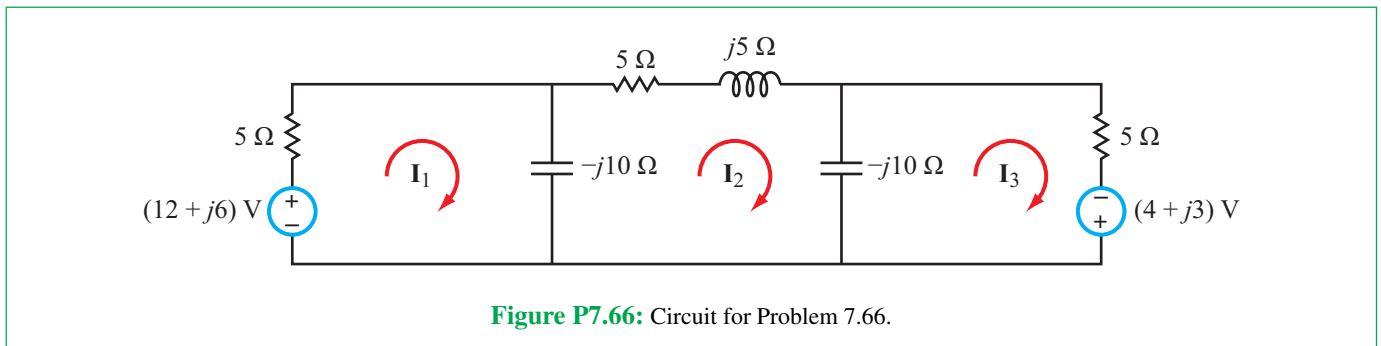 5 Ω
j5 Ω
5 Ω
I1
−j10 Ω
I2
−j10 Ω
I3
5 Ω
(12 + j6) V
+
−
−
+
(4 + j3) V
Figure P7.66: Circuit for Problem 7.66.